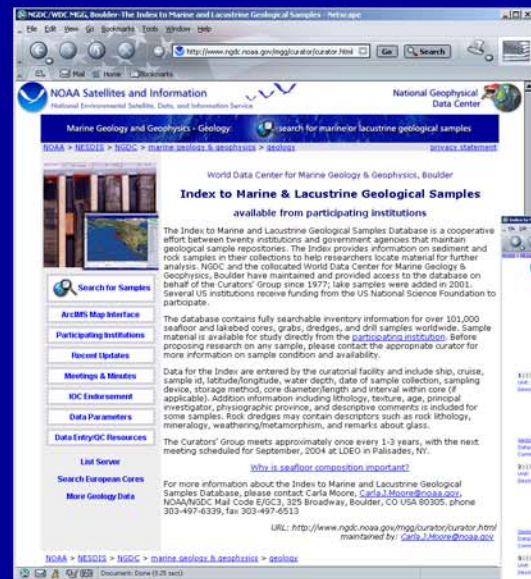 NGDC/WDC MGG, Boulder-The Index to Marine and Lacustrine Geological Samples - Netscape
File Edit View Go Bookmarks Tools Window Help
http://www.ngdc.noaa.gov/mgg/curator/curator.html Go Search
Mail Home Bookmarks
NOAA Satellites and Information
National Environmental Satellite, Data, and Information Service
National Geophysical
Data Center
Marine Geology and Geophysics - Geology: search for marine or lacustrine geological samples
NOAA > NESDIS > NGDC > marine geology & geophysics > geology privacy statement
World Data Center for Marine Geology & Geophysics, Boulder
Index to Marine & Lacustrine Geological Samples
available from participating institutions
The Index to Marine and Lacustrine Geological Samples Database is a cooperative
effort between twenty institutions and government agencies that maintain
geological sample repositories. The Index provides information on sediment and
rock samples in their collections to help researchers locate material for further
analysis. NGDC and the collocated World Data Center for Marine Geology &
Geophysics, Boulder have maintained and provided access to the database on
behalf of the Curators' Group since 1977; lake samples were added in 2001.
Several US institutions receive funding from the US National Science Foundation to
participate.
The database contains fully searchable inventory information for over 101,000
seafloor and lakebed cores, grabs, dredges, and drill samples worldwide. Sample
material is available for study directly from the participating institution. Before
proposing research on any sample, please contact the appropriate curator for
more information on sample condition and availability.
Data for the Index are entered by the curatorial facility and include ship, cruise,
sample id, latitude/longitude, water depth, date of sample collection, sampling
device, storage method, core diameter/length and interval within core (if
applicable). Addition information including lithology, texture, age, principal
investigator, physiographic province, and descriptive comments is included for
some samples. Rock dredges may contain descriptors such as rock lithology,
mineralogy, weathering/metamorphism, and remarks about glass.
The Curators' Group meets approximately once every 1-3 years, with the next
meeting scheduled for September, 2004 at LDEO in Palisades, NY.
Why is seafloor composition important?
For more information about the Index to Marine and Lacustrine Geological
Samples Database, please contact Carla Moore, Carla.J.Moore@noaa.gov,
NOAA/NGDC Mail Code E/GC3, 325 Broadway, Boulder, CO USA 80305. phone
303-497-6339, fax 303-497-6513
URL: http://www.ngdc.noaa.gov/mgg/curator/curator.html
maintained by: Carla.J.Moore@noaa.gov
Search for Samples
ArcIMS Map Interface
Participating Institutions
Recent Updates
Meetings & Minutes
IOC Endorsement
Data Parameters
Data Entry/QC Resources
List Server
Search European Cores
More Geology Data
NOAA > NESDIS > NGDC > marine geology & geophysics > geology
Document: Done